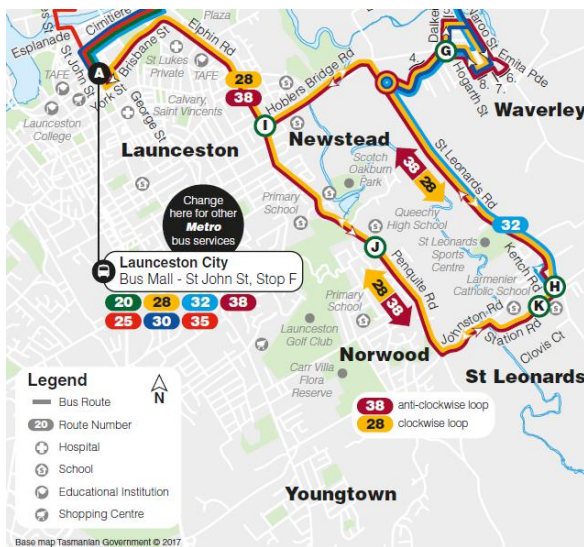 Esplanade
Cimitiere
Plaza
St John St
TAFE
York St
Brisbane St
George St
A
St Lukes
Private
TAFE
Elphin Rd
Calvary,
Saint Vincents
Launceston
College
Launceston
28
38
I
Hoblers Bridge Rd
Newstead
4.
G
Hogarth St
Emita Pde
6.
8.
7.
Waverley
St Leonards Rd
Scotch
Oakburn
Park
38
28
32
Queechy
High School
St Leonards
Sports
Centre
Kertch Rd
Larmenier
Catholic School
H
K
Primary
School
J
Penquite Rd
Johnston Rd
Station Rd
Clovis Ct
St Leonards
28
38
Primary
School
Norwood
Change
here for other
Metro
bus services
Launceston City
Bus Mall - St John St, Stop F
20 28 32 38
25 30 35
Launceston
Golf Club
Carr Villa
Flora
Reserve
38 anti-clockwise loop
28 clockwise loop
Youngtown
Legend
N
Bus Route
20 Route Number
Hospital
School
Educational Institution
Shopping Centre
Base map Tasmanian Government © 2017